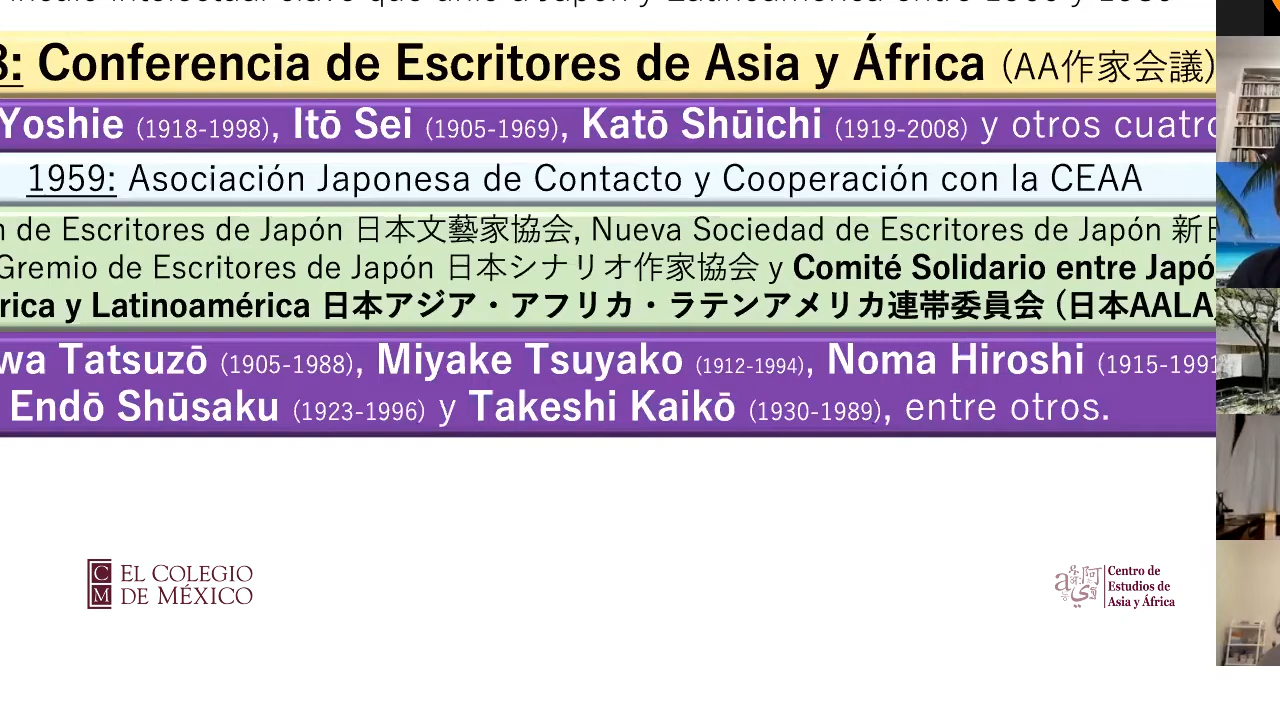 8: Conferencia de Escritores de Asia y África (AA作家会議)
Yoshie (1918-1998), Itō Sei (1905-1969), Katō Shūichi (1919-2008) y otros cuatro
1959: Asociación Japonesa de Contacto y Cooperación con la CEAA
n de Escritores de Japón 日本文藝家協会, Nueva Sociedad de Escritores de Japón 新日
Gremio de Escritores de Japón 日本シナリオ作家協会 y Comité Solidario entre Japó
rica y Latinoamérica 日本アジア・アフリカ・ラテンアメリカ連帯委員会 (日本AALA
wa Tatsuzō (1905-1988), Miyake Tsuyako (1912-1994), Noma Hiroshi (1915-1991
Endō Shūsaku (1923-1996) y Takeshi Kaikō (1930-1989), entre otros.
CM EL COLEGIO
DE MÉXICO
Centro de
Estudios de
Asia y África